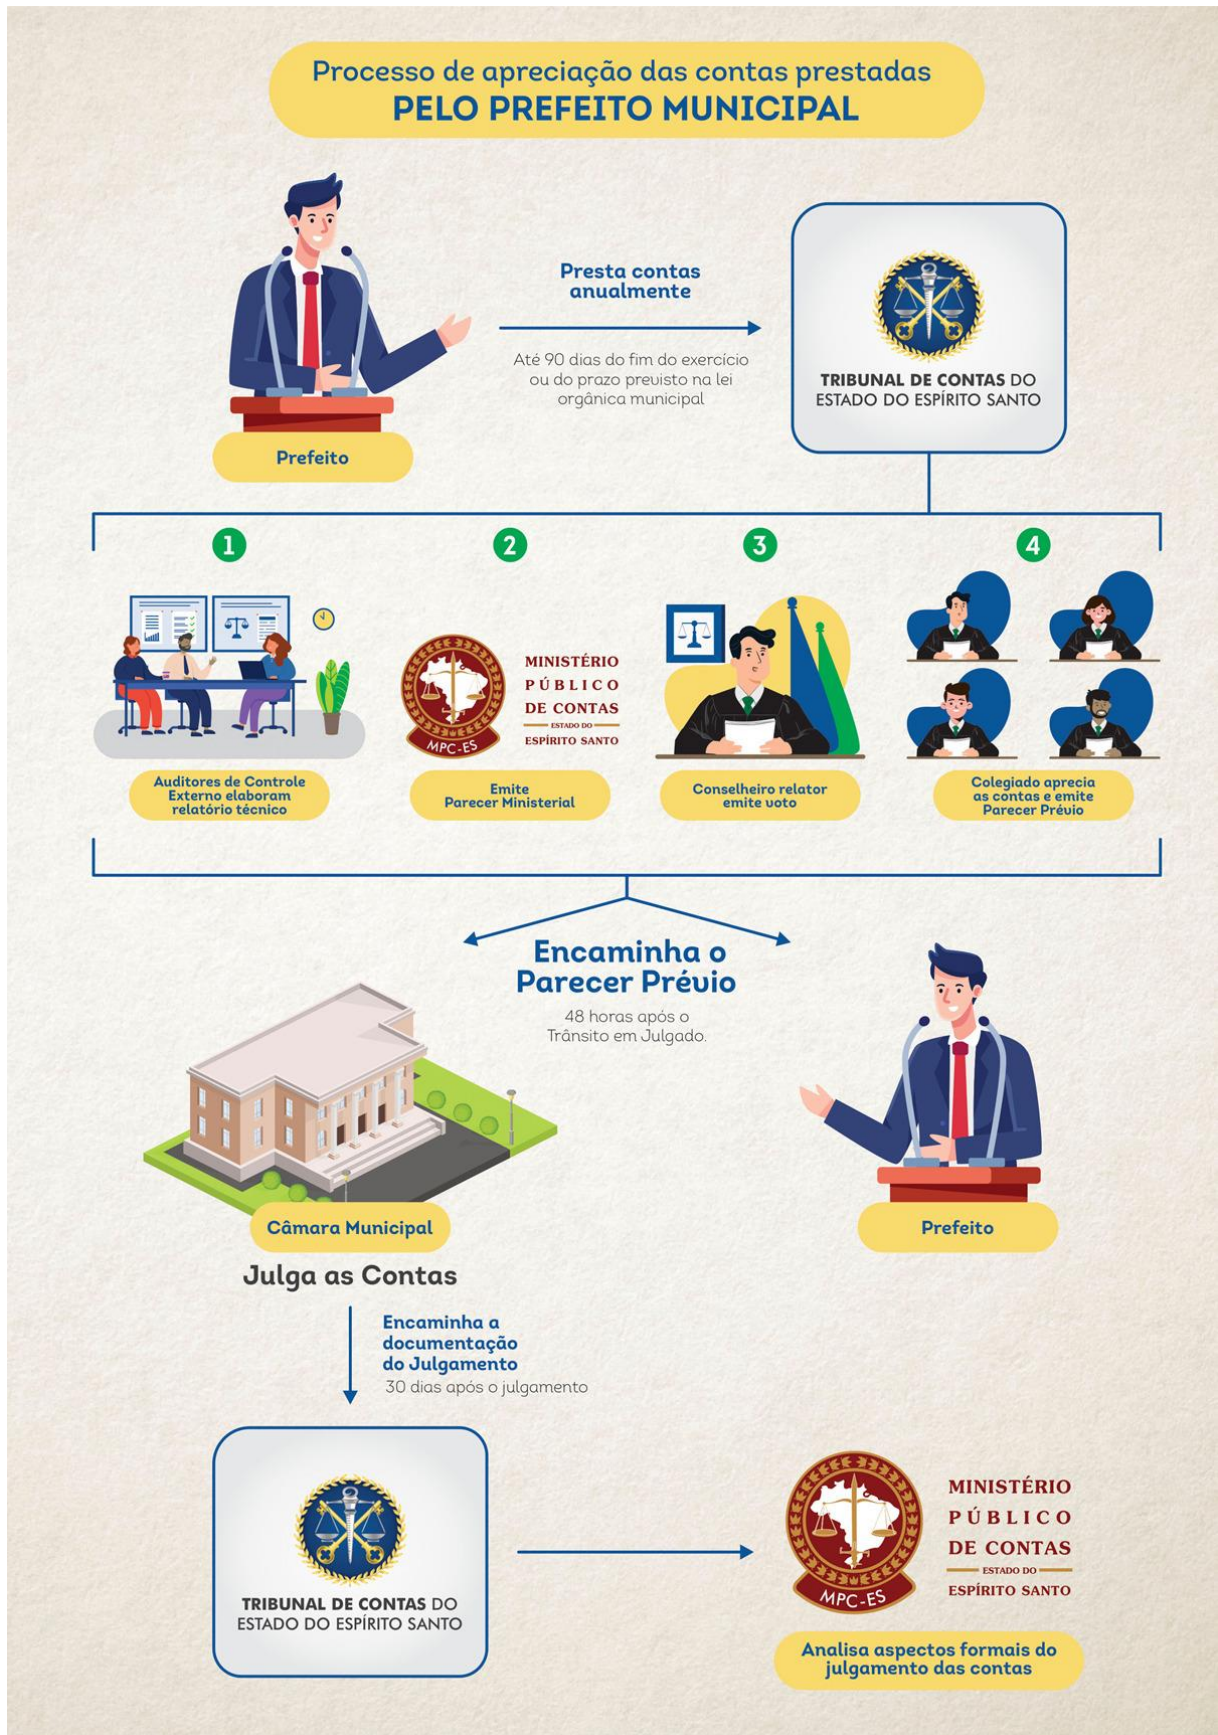 Processo de apreciação das contas prestadas
PELO PREFEITO MUNICIPAL
Presta contas
anualmente
Até 90 dias do fim do exercício
ou do prazo previsto na lei
orgânica municipal
TRIBUNAL DE CONTAS DO
ESTADO DO ESPÍRITO SANTO
Prefeito
1
2
3
4
MINISTÉRIO
PÚBLICO
DE CONTAS
ESTADO DO
ESPÍRITO SANTO
MPC-ES
Auditores de Controle
Externo elaboram
relatório técnico
Emite
Parecer Ministerial
Conselheiro relator
emite voto
Colegiado aprecia
as contas e emite
Parecer Prévio
Encaminha o
Parecer Prévio
48 horas após o
Trânsito em Julgado.
Câmara Municipal
Prefeito
Julga as Contas
Encaminha a
documentação
do Julgamento
30 dias após o julgamento
TRIBUNAL DE CONTAS DO
ESTADO DO ESPÍRITO SANTO
MINISTÉRIO
PÚBLICO
DE CONTAS
ESTADO DO
ESPÍRITO SANTO
MPC-ES
Analisa aspectos formais do
julgamento das contas